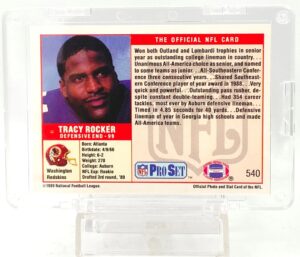 THE OFFICIAL NFL CARD
Won both Outland and Lombardi trophies in senior
year as outstanding college lineman in country...
Unanimous All-America choice as senior, and named
to some teams as junior. ..All-Southeastern Confer-
ence three consecutive years. ..Shared Southeast-
ern Conference player of year award in 1988. ..Very
quick and powerful. ..Outstanding pass rusher, de-
spite constant double-teaming. ..Had 354 career
tackles, most ever by Auburn defensive lineman. ..
Timed in 4.85 seconds for 40 yards. ..Defensive
lineman of year in Georgia high schools and made
All-America teams.
TRACY ROCKER
DEFENSIVE END • 99
Washington
Redskins
Born: Atlanta
Birthdate: 4/9/66
Height: 6-3
Weight: 278
College: Auburn
NFL Exp: Rookie
Drafted 3rd round, '89
NFL
NFL
PRO SET
540
©1989 National Football League.
Official Photo and Stat Card of the NFL.